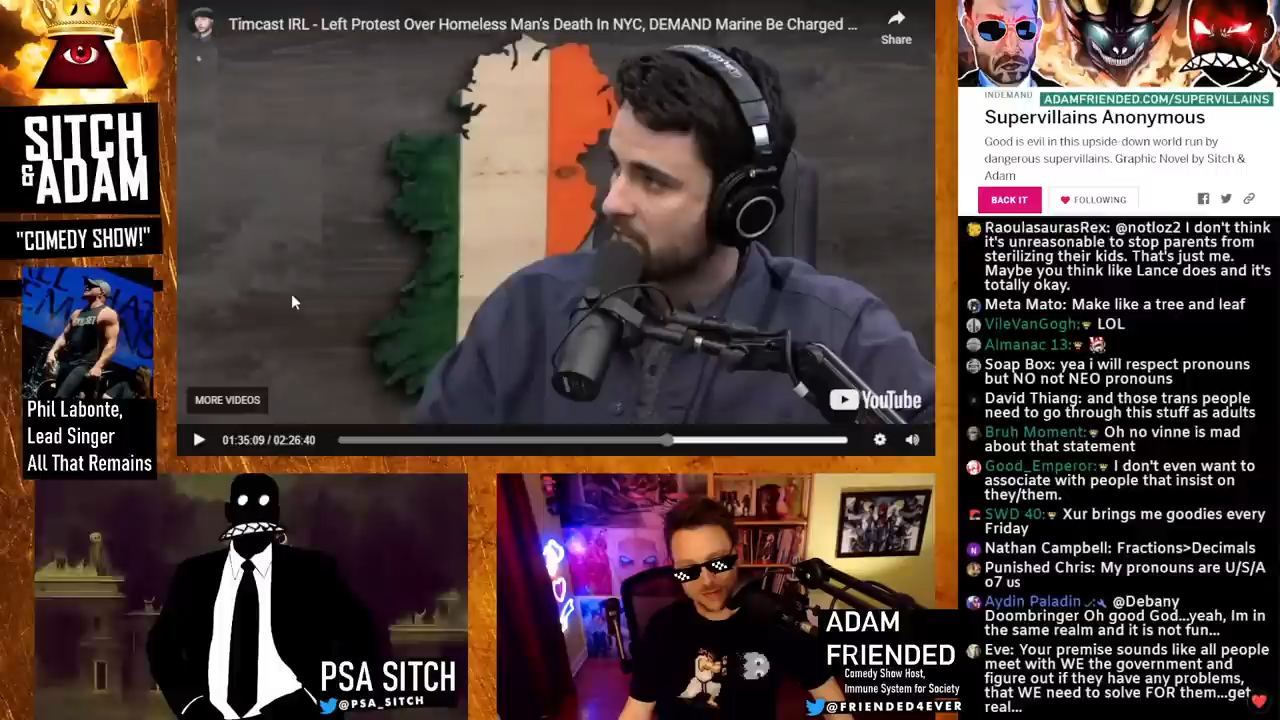 Timcast IRL - Left Protest Over Homeless Man's Death In NYC, DEMAND Marine Be Charged ...
Share
MORE VIDEOS
YouTube
01:35:09 / 02:26:40
SITCH
& ADAM
"COMEDY SHOW!"
Phil Labonte,
Lead Singer
All That Remains
PSA SITCH
@PSA_SITCH
ADAM
FRIENDED
Comedy Show Host,
Immune System for Society
@FRIENDED4EVER
INDEMAND
ADAMFRIENDED.COM/SUPERVILLAINS
Supervillains Anonymous
Good is evil in this upside-down world run by
dangerous supervillains. Graphic Novel by Sitch &
Adam
BACK IT
FOLLOWING
RaoulasaurasRex: @notloz2 I don't think
it's unreasonable to stop parents from
sterilizing their kids. That's just me.
Maybe you think like Lance does and it's
totally okay.
Meta Mato: Make like a tree and leaf
VileVanGogh: LOL
Almanac 13:
Soap Box: yea i will respect pronouns
but NO not NEO pronouns
David Thiang: and those trans people
need to go through this stuff as adults
Bruh Moment: Oh no vinne is mad
about that statement
Good_Emperor: I don't even want to
associate with people that insist on
they/them.
SWD 40: Xur brings me goodies every
Friday
Nathan Campbell: Fractions>Decimals
Punished Chris: My pronouns are U/S/A
o7 us
Aydin Paladin @Debany
Doombringer Oh good God...yeah, Im in
the same realm and it is not fun...
Eve: Your premise sounds like all people
meet with WE the government and
figure out if they have any problems,
that WE need to solve FOR them...get
real...